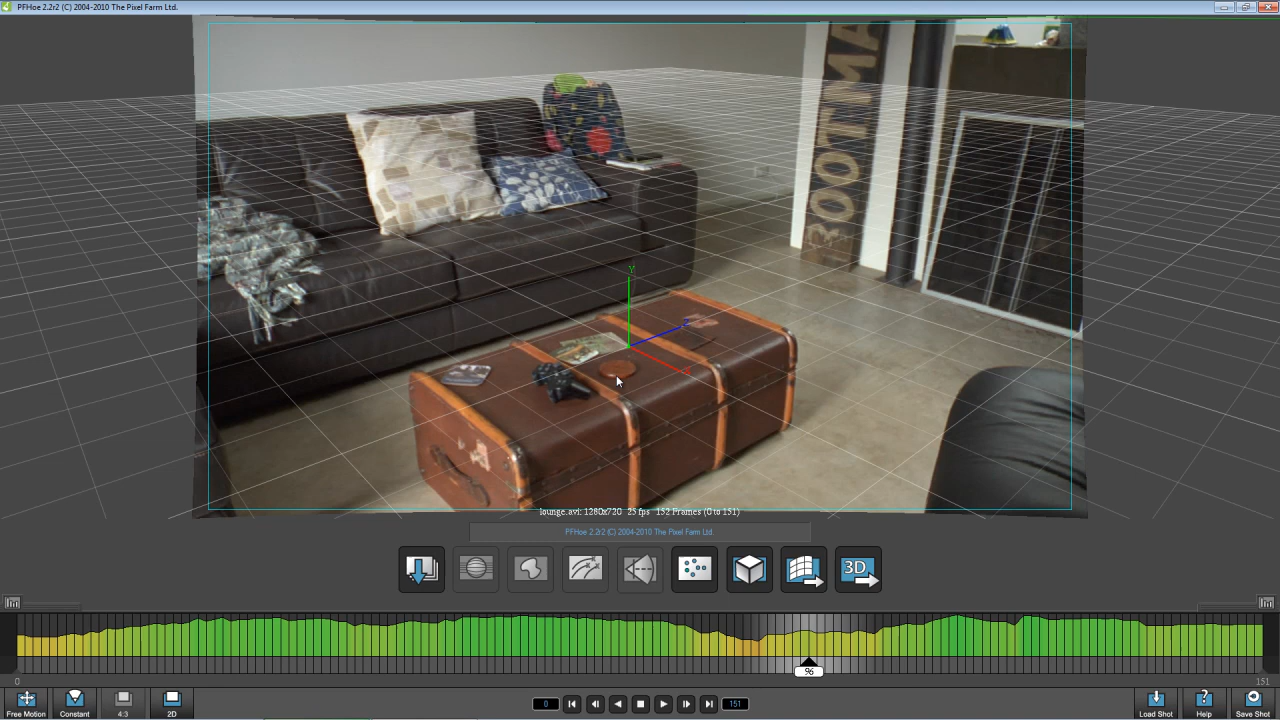 PFHoe 2.2r2 (C) 2004-2010 The Pixel Farm Ltd.
BOOTMA
Y
Z
X
lounge.avi: 1280x720 25 fps 152 Frames (0 to 151)
PFHoe 2.2r2 (C) 2004-2010 The Pixel Farm Ltd
3D
96
0
151
0
151
Free Motion
Constant
4:3
2D
Load Shot
Help
Save Shot